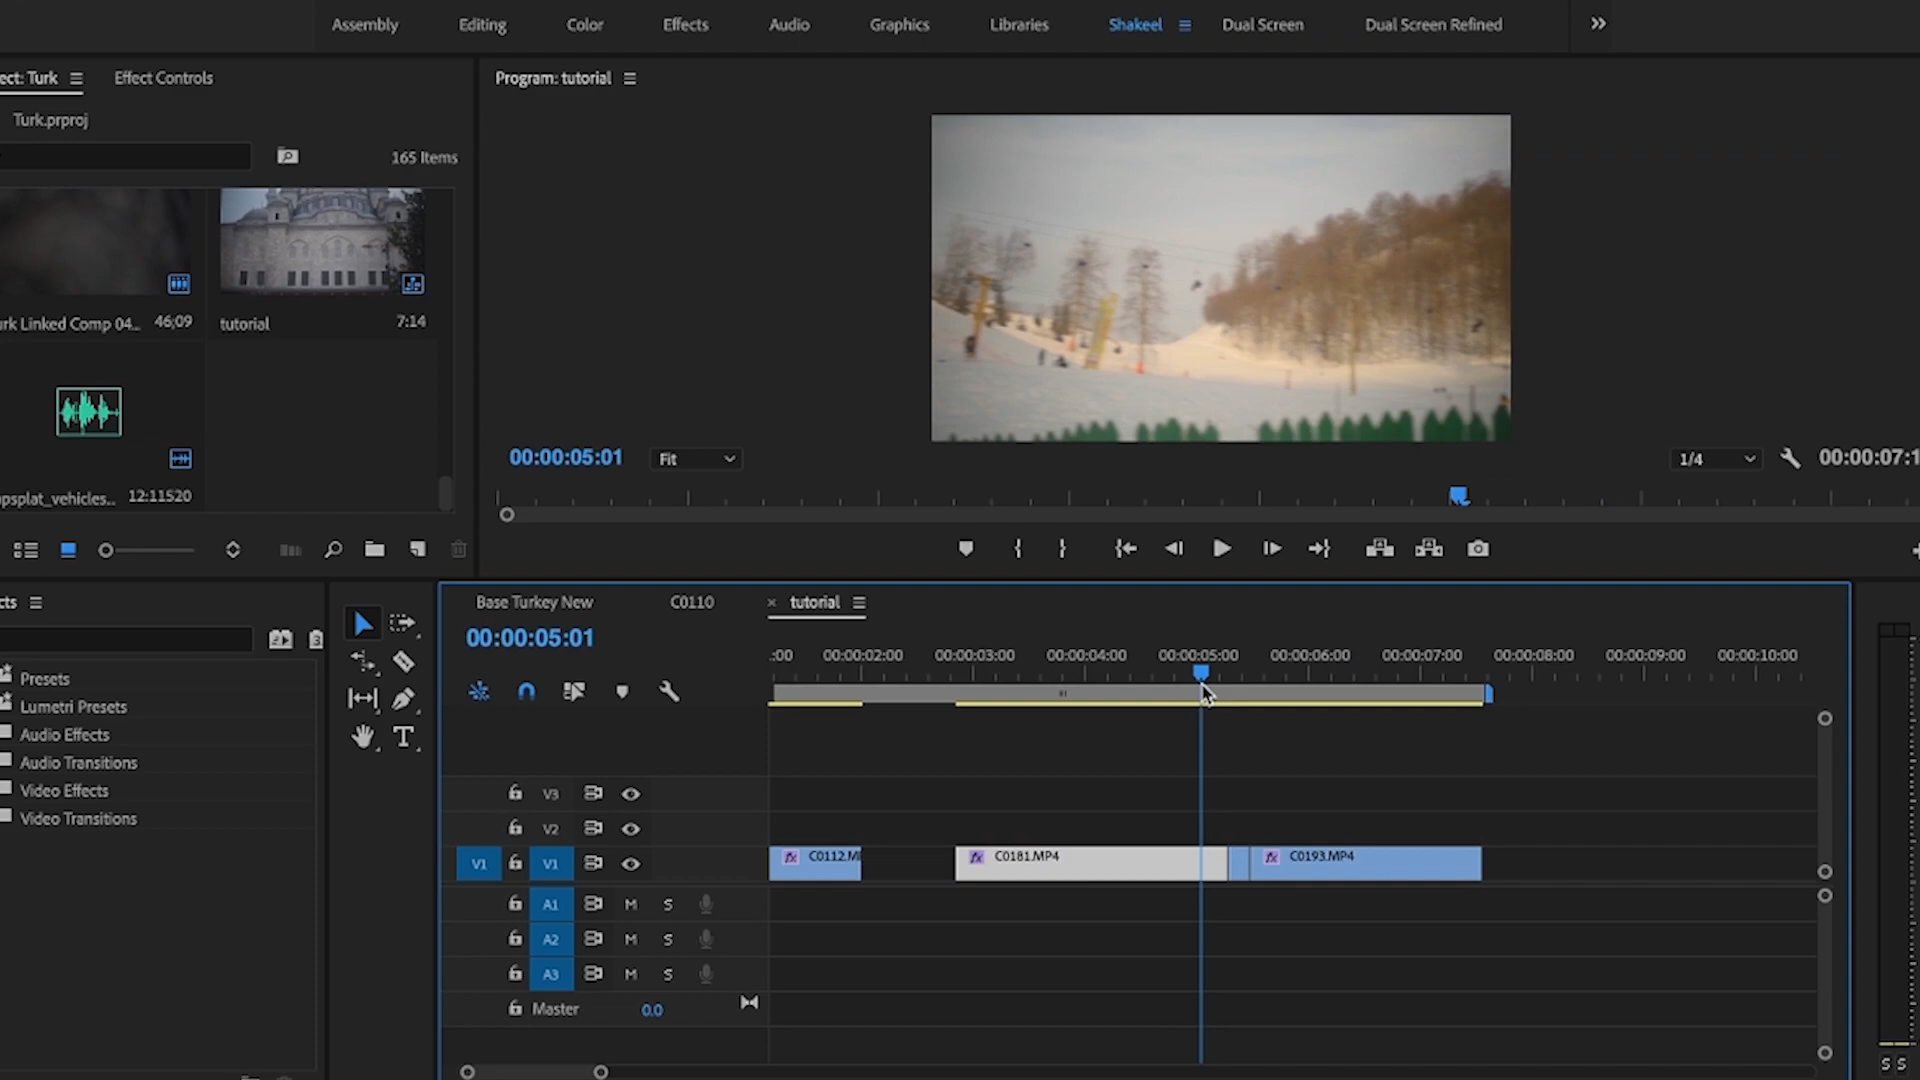 Assembly Editing Color Effects Audio Graphics Libraries Shakeel Dual Screen Dual Screen Refined
ect: Turk Effect Controls
Program: tutorial
Turk.prproj
165 Items
urk Linked Comp 04... 46;09
tutorial 7:14
psplat_vehicles... 12:11520
00:00:05:01 Fit 1/4 00:00:07:1
cts
Presets
Lumetri Presets
Audio Effects
Audio Transitions
Video Effects
Video Transitions
Base Turkey New C0110 × tutorial
00:00:05:01
:00 00:00:02:00 00:00:03:00 00:00:04:00 00:00:05:00 00:00:06:00 00:00:07:00 00:00:08:00 00:00:09:00 00:00:10:00
V3
V2
V1 V1 fx C0112.M fx C0181.MP4 fx C0193.MP4
A1 M S
A2 M S
A3 M S
Master 0.0
S S